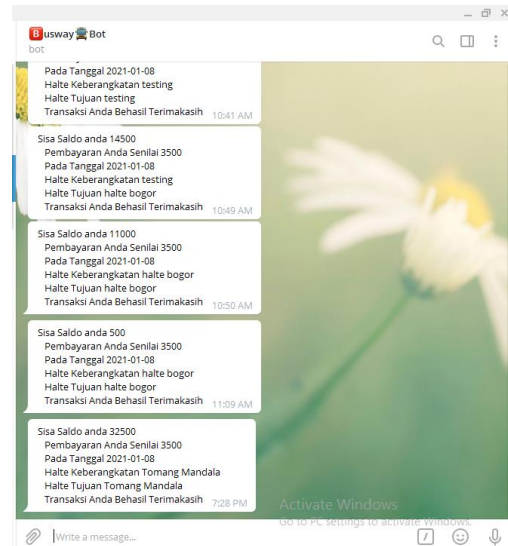 Busway Bot
bot
Pada Tanggal 2021-01-08
Halte Keberangkatan testing
Halte Tujuan testing
Transaksi Anda Behasil Terimakasih 10:41 AM
Sisa Saldo anda 14500
Pembayaran Anda Senilai 3500
Pada Tanggal 2021-01-08
Halte Keberangkatan testing
Halte Tujuan halte bogor
Transaksi Anda Behasil Terimakasih 10:49 AM
Sisa Saldo anda 11000
Pembayaran Anda Senilai 3500
Pada Tanggal 2021-01-08
Halte Keberangkatan halte bogor
Halte Tujuan halte bogor
Transaksi Anda Behasil Terimakasih 10:50 AM
Sisa Saldo anda 500
Pembayaran Anda Senilai 3500
Pada Tanggal 2021-01-08
Halte Keberangkatan halte bogor
Halte Tujuan halte bogor
Transaksi Anda Behasil Terimakasih 11:09 AM
Sisa Saldo anda 32500
Pembayaran Anda Senilai 3500
Pada Tanggal 2021-01-08
Halte Keberangkatan Tomang Mandala
Halte Tujuan Tomang Mandala
Transaksi Anda Behasil Terimakasih 7:28 PM
Activate Windows
Go to PC settings to activate Windows.
Write a message...